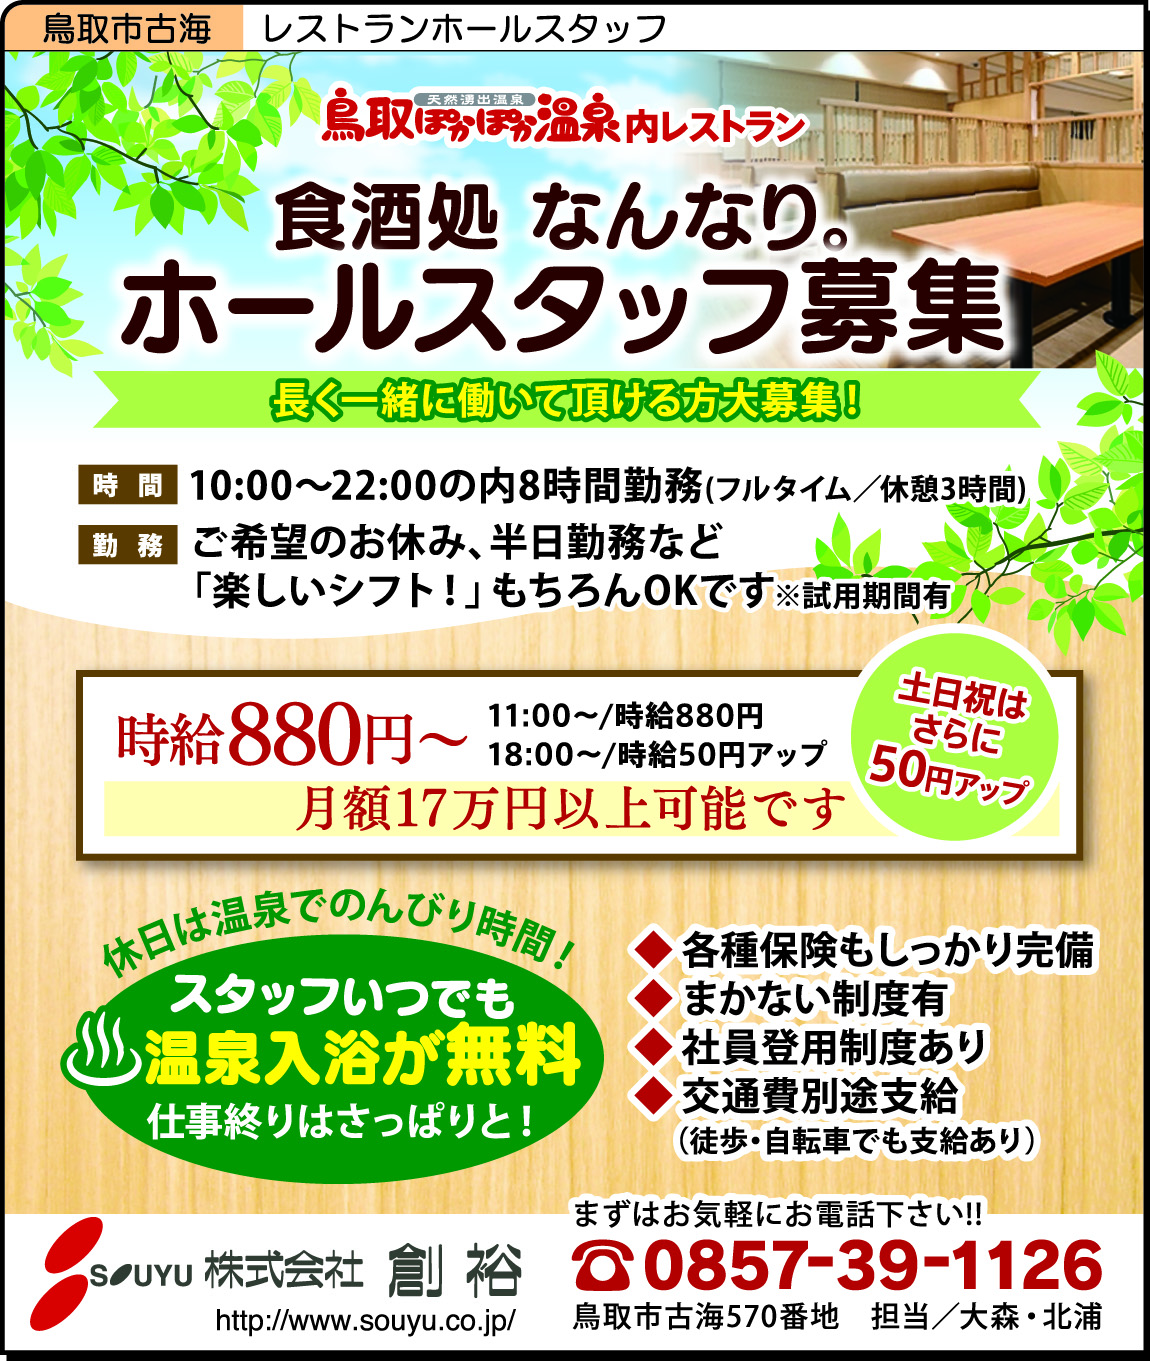 鳥取市古海 レストランホールスタッフ
天然湧出温泉
鳥取ぽかぽか温泉内レストラン
食酒処 なんなり。
ホールスタッフ募集
長く一緒に働いて頂ける方大募集！
時間 10:00〜22:00の内8時間勤務(フルタイム／休憩3時間)
勤務 ご希望のお休み、半日勤務など
「楽しいシフト！」もちろんOKです※試用期間有
時給880円〜
11:00〜/時給880円
18:00〜/時給50円アップ
土日祝は
さらに
50円アップ
月額17万円以上可能です
休日は温泉でのんびり時間！
スタッフいつでも
温泉入浴が無料
仕事終りはさっぱりと！
◆各種保険もしっかり完備
◆まかない制度有
◆社員登用制度あり
◆交通費別途支給
（徒歩・自転車でも支給あり）
まずはお気軽にお電話下さい!!
SOUYU 株式会社 創裕
☎0857-39-1126
http://www.souyu.co.jp/
鳥取市古海570番地 担当／大森・北浦